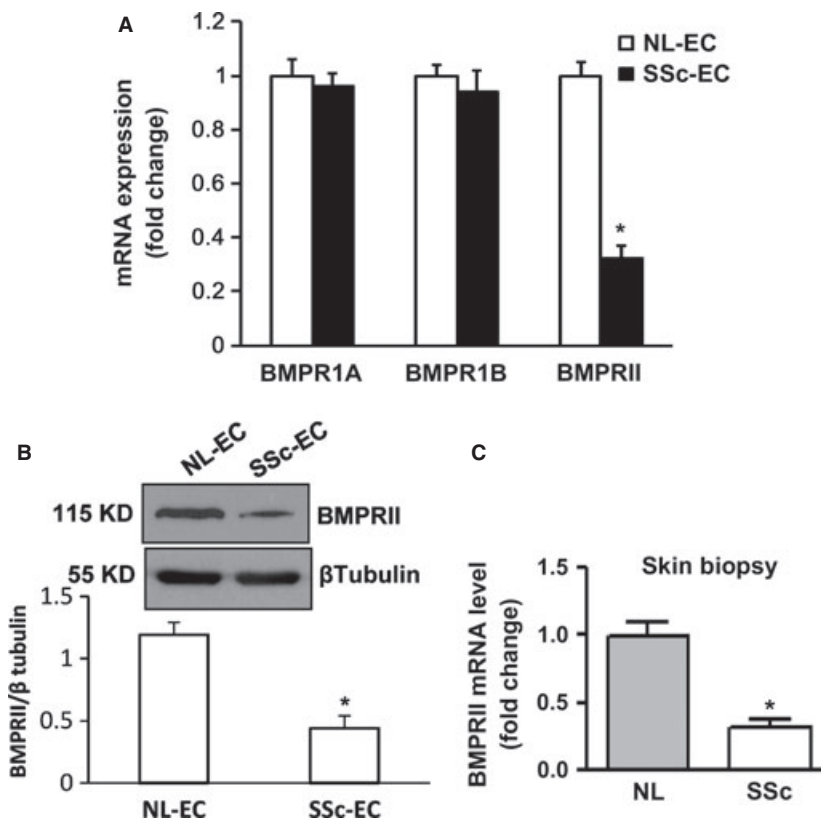 A
mRNA expression
(fold change)
1.2
1
0.8
0.6
0.4
0.2
0
NL-EC
SSc-EC
*
BMPR1A BMPR1B BMPRII
B
NL-EC SSc-EC
115 KD BMPRII
55 KD βTubulin
BMPRII/β tubulin
1.5
1
0.5
0
*
NL-EC SSc-EC
C
Skin biopsy
BMPRII mRNA level
(fold change)
1.5
1.0
0.5
0.0
*
NL SSc